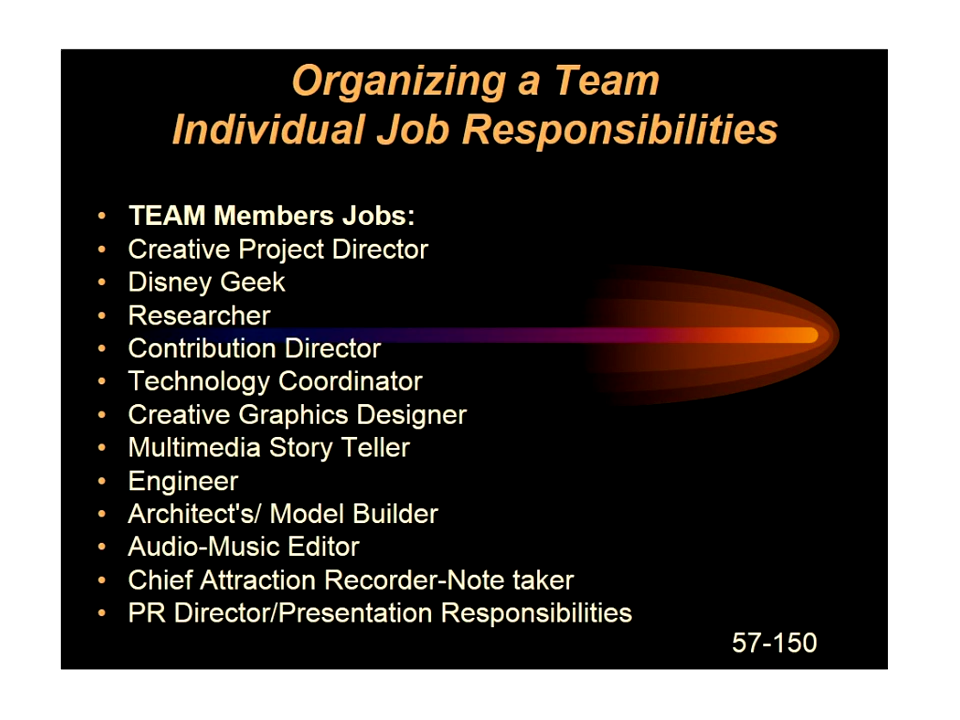 Organizing a Team
Individual Job Responsibilities
• TEAM Members Jobs:
• Creative Project Director
• Disney Geek
• Researcher
• Contribution Director
• Technology Coordinator
• Creative Graphics Designer
• Multimedia Story Teller
• Engineer
• Architect's/ Model Builder
• Audio-Music Editor
• Chief Attraction Recorder-Note taker
• PR Director/Presentation Responsibilities
57-150